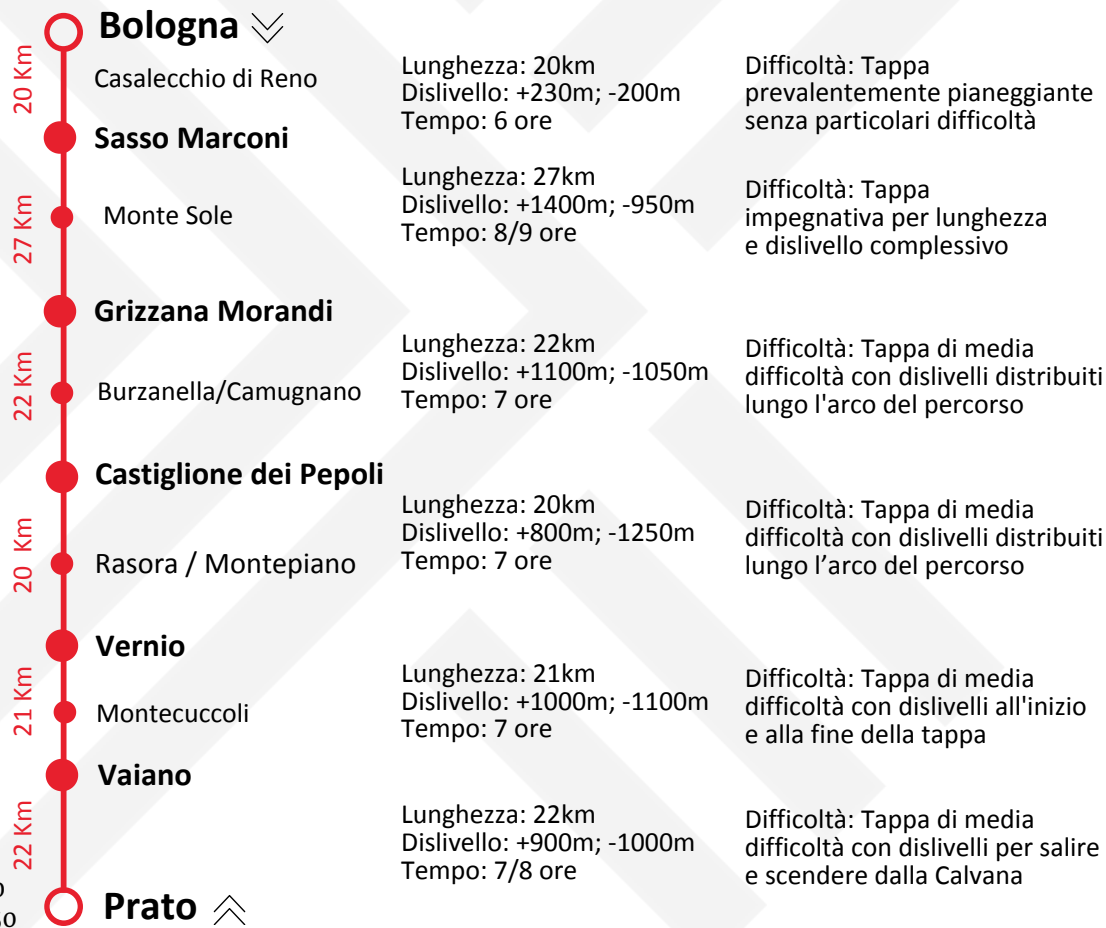 Bologna
20 Km
Casalecchio di Reno
Lunghezza: 20km
Dislivello: +230m; -200m
Tempo: 6 ore
Difficoltà: Tappa
prevalentemente pianeggiante
senza particolari difficoltà
Sasso Marconi
27 Km
Monte Sole
Lunghezza: 27km
Dislivello: +1400m; -950m
Tempo: 8/9 ore
Difficoltà: Tappa
impegnativa per lunghezza
e dislivello complessivo
Grizzana Morandi
22 Km
Burzanella/Camugnano
Lunghezza: 22km
Dislivello: +1100m; -1050m
Tempo: 7 ore
Difficoltà: Tappa di media
difficoltà con dislivelli distribuiti
lungo l'arco del percorso
Castiglione dei Pepoli
20 Km
Rasora / Montepiano
Lunghezza: 20km
Dislivello: +800m; -1250m
Tempo: 7 ore
Difficoltà: Tappa di media
difficoltà con dislivelli distribuiti
lungo l’arco del percorso
Vernio
21 Km
Montecuccoli
Lunghezza: 21km
Dislivello: +1000m; -1100m
Tempo: 7 ore
Difficoltà: Tappa di media
difficoltà con dislivelli all'inizio
e alla fine della tappa
Vaiano
22 Km
Lunghezza: 22km
Dislivello: +900m; -1000m
Tempo: 7/8 ore
Difficoltà: Tappa di media
difficoltà con dislivelli per salire
e scendere dalla Calvana
Prato